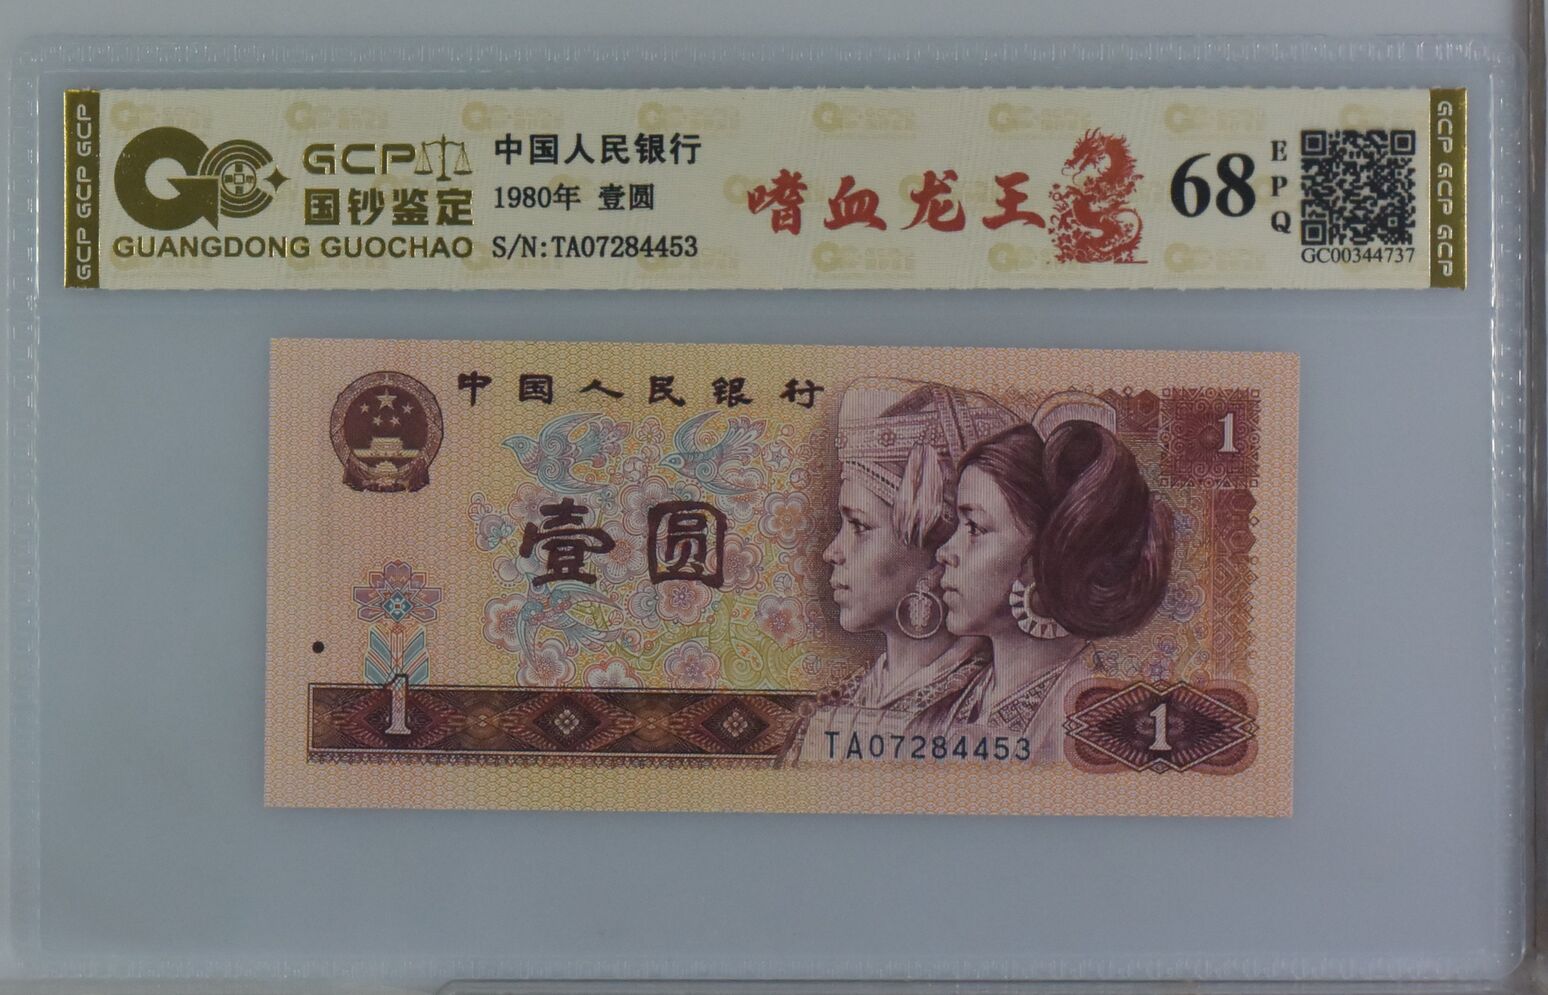 GCP GCP GCP
GCP
国钞鉴定
GUANGDONG GUOCHAO
中国人民银行
1980年 壹圆
S/N:TA07284453
嗜血龙王
68
EPQ
GC00344737
GCP GCP GCP
中国人民银行
1
壹圆
1
1
TA07284453